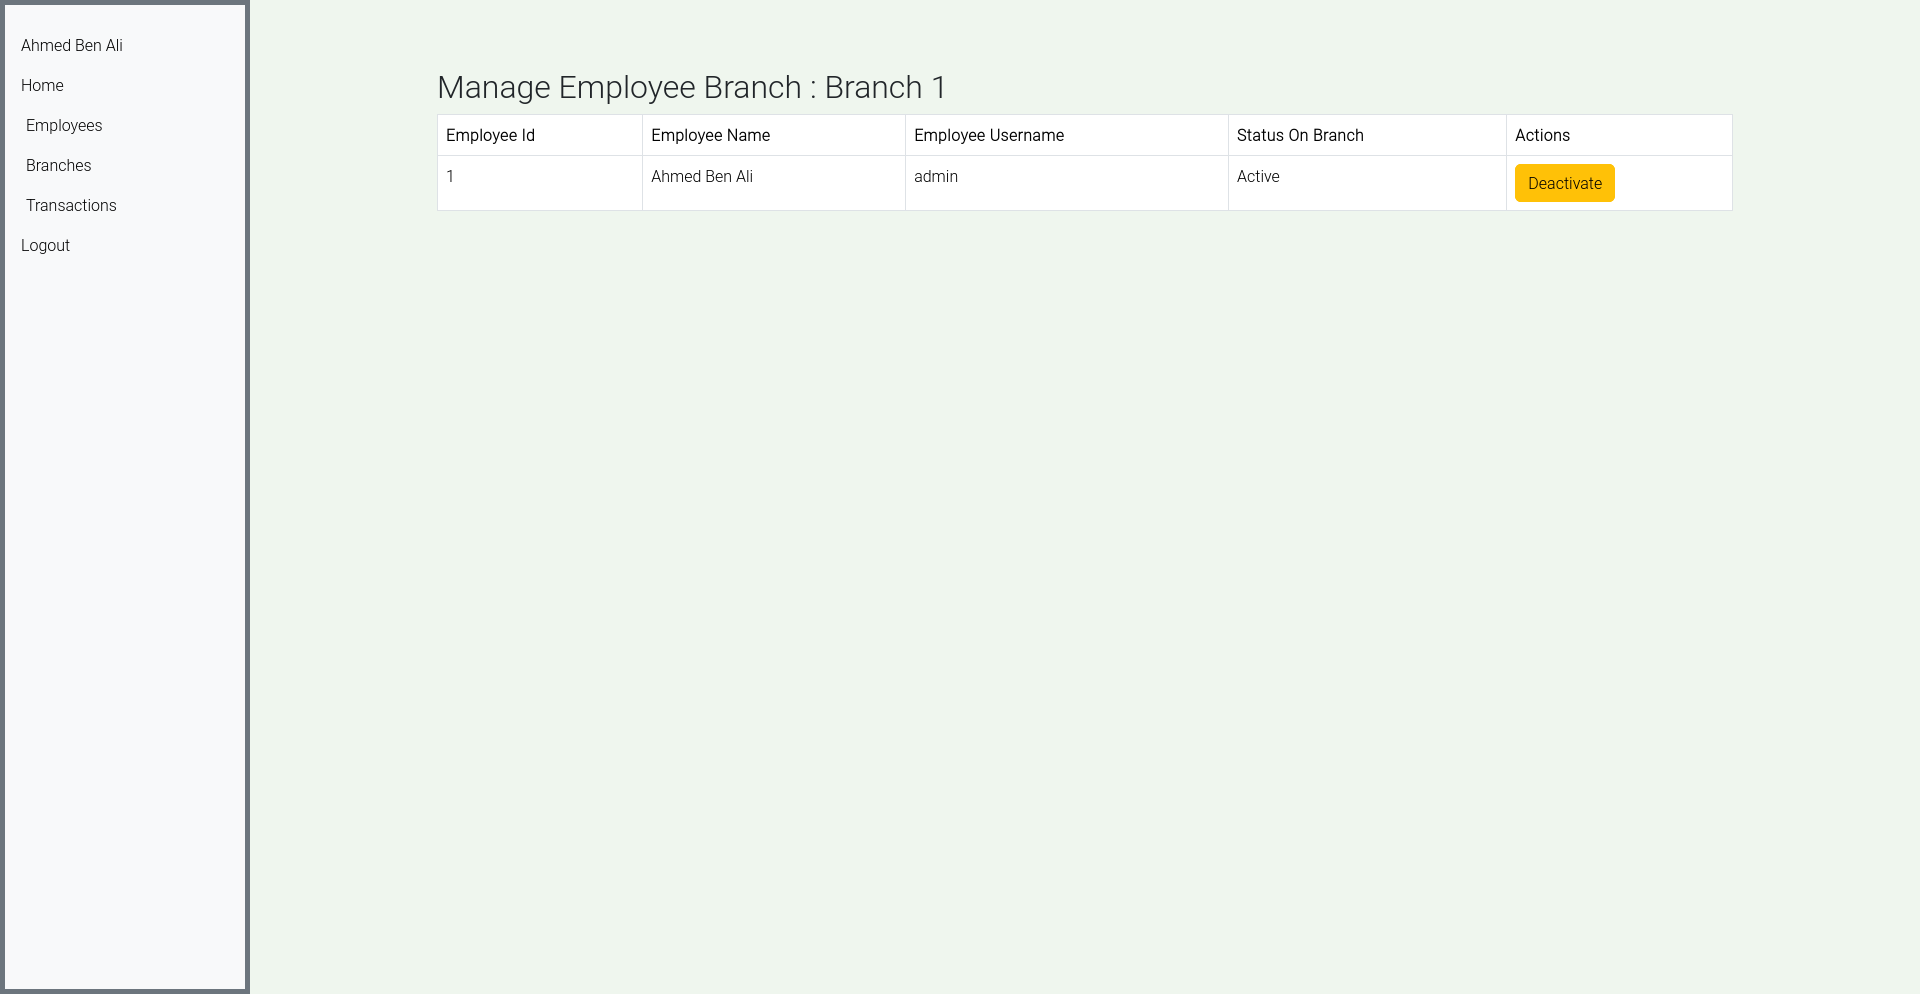 Ahmed Ben Ali
Home
Employees
Branches
Transactions
Logout
Manage Employee Branch : Branch 1
Employee Id Employee Name Employee Username Status On Branch Actions
1 Ahmed Ben Ali admin Active Deactivate